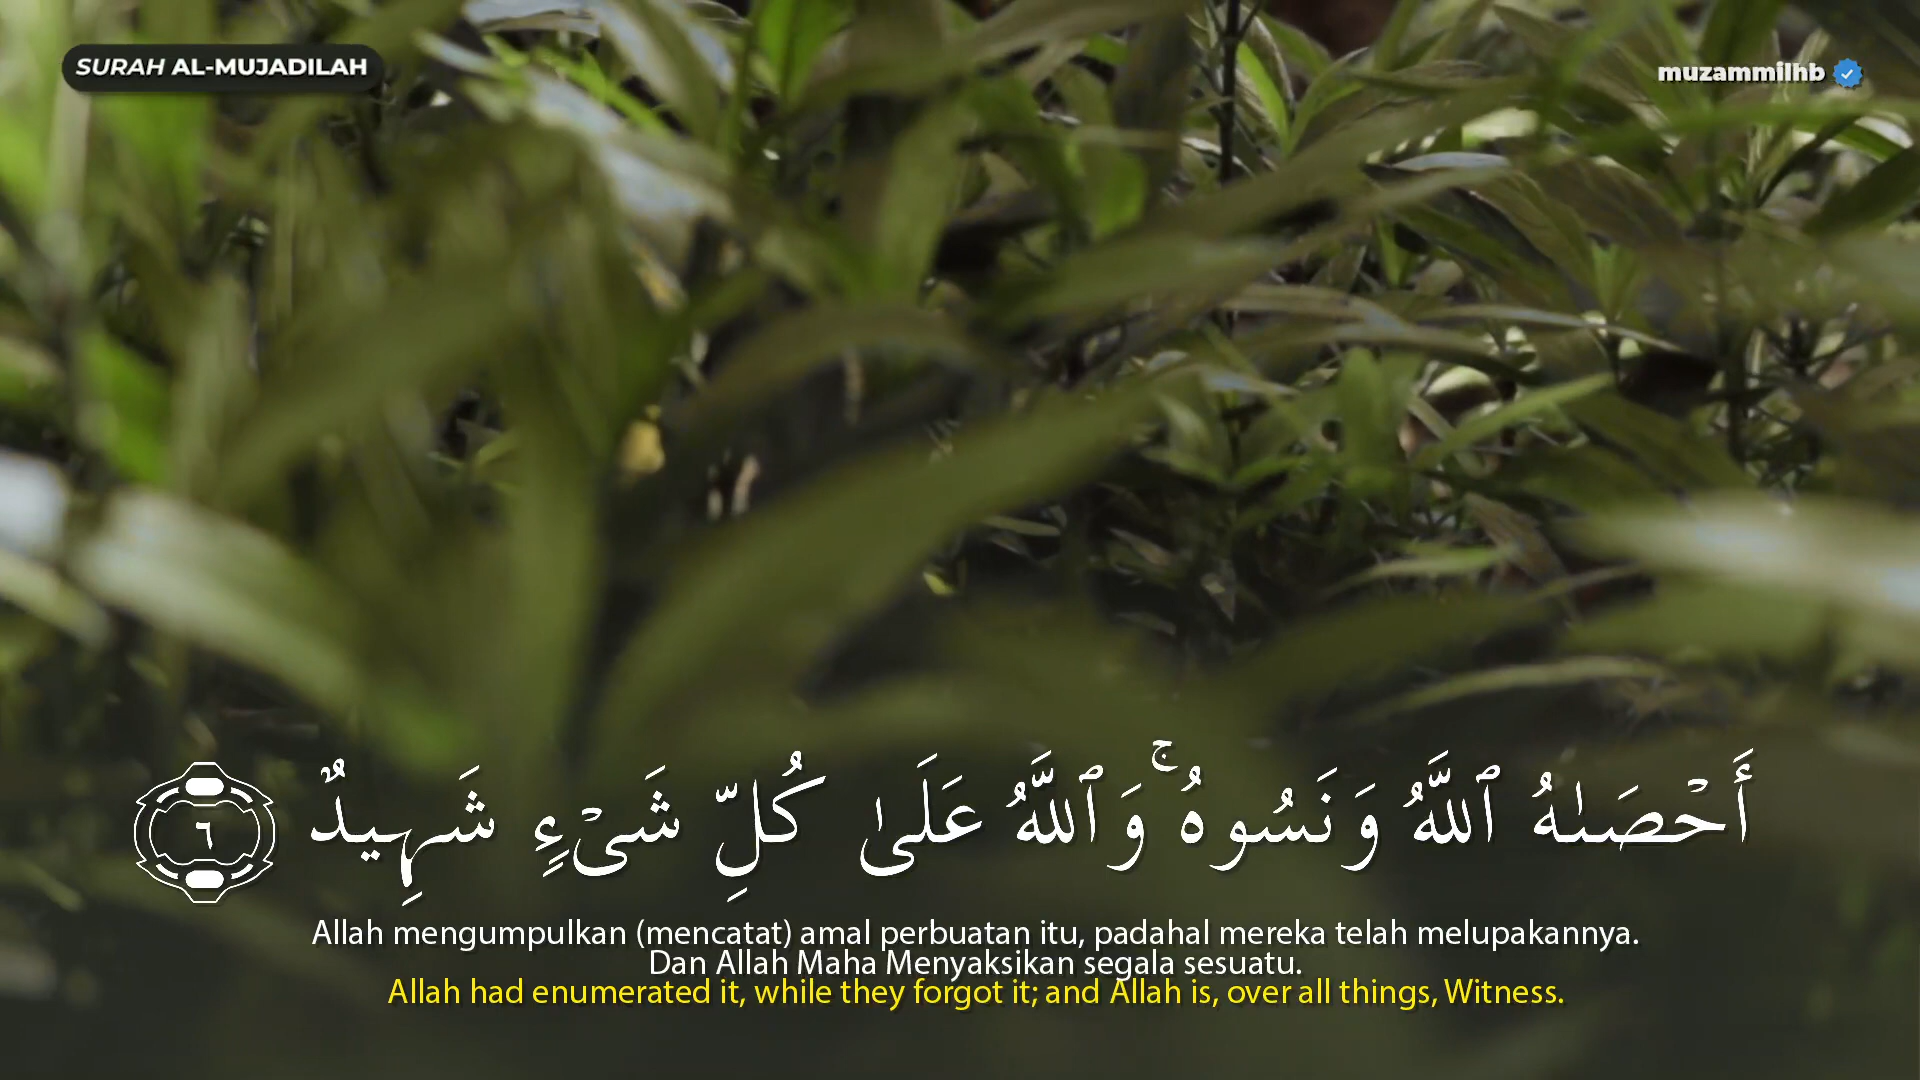 SURAH AL-MUJADILAH
muzammilhb
أَحْصَىٰهُ ٱللَّهُ وَنَسُوهُ ۚ وَٱللَّهُ عَلَىٰ كُلِّ شَىْءٍ شَهِيدٌ ٦
Allah mengumpulkan (mencatat) amal perbuatan itu, padahal mereka telah melupakannya.
Dan Allah Maha Menyaksikan segala sesuatu.
Allah had enumerated it, while they forgot it; and Allah is, over all things, Witness.